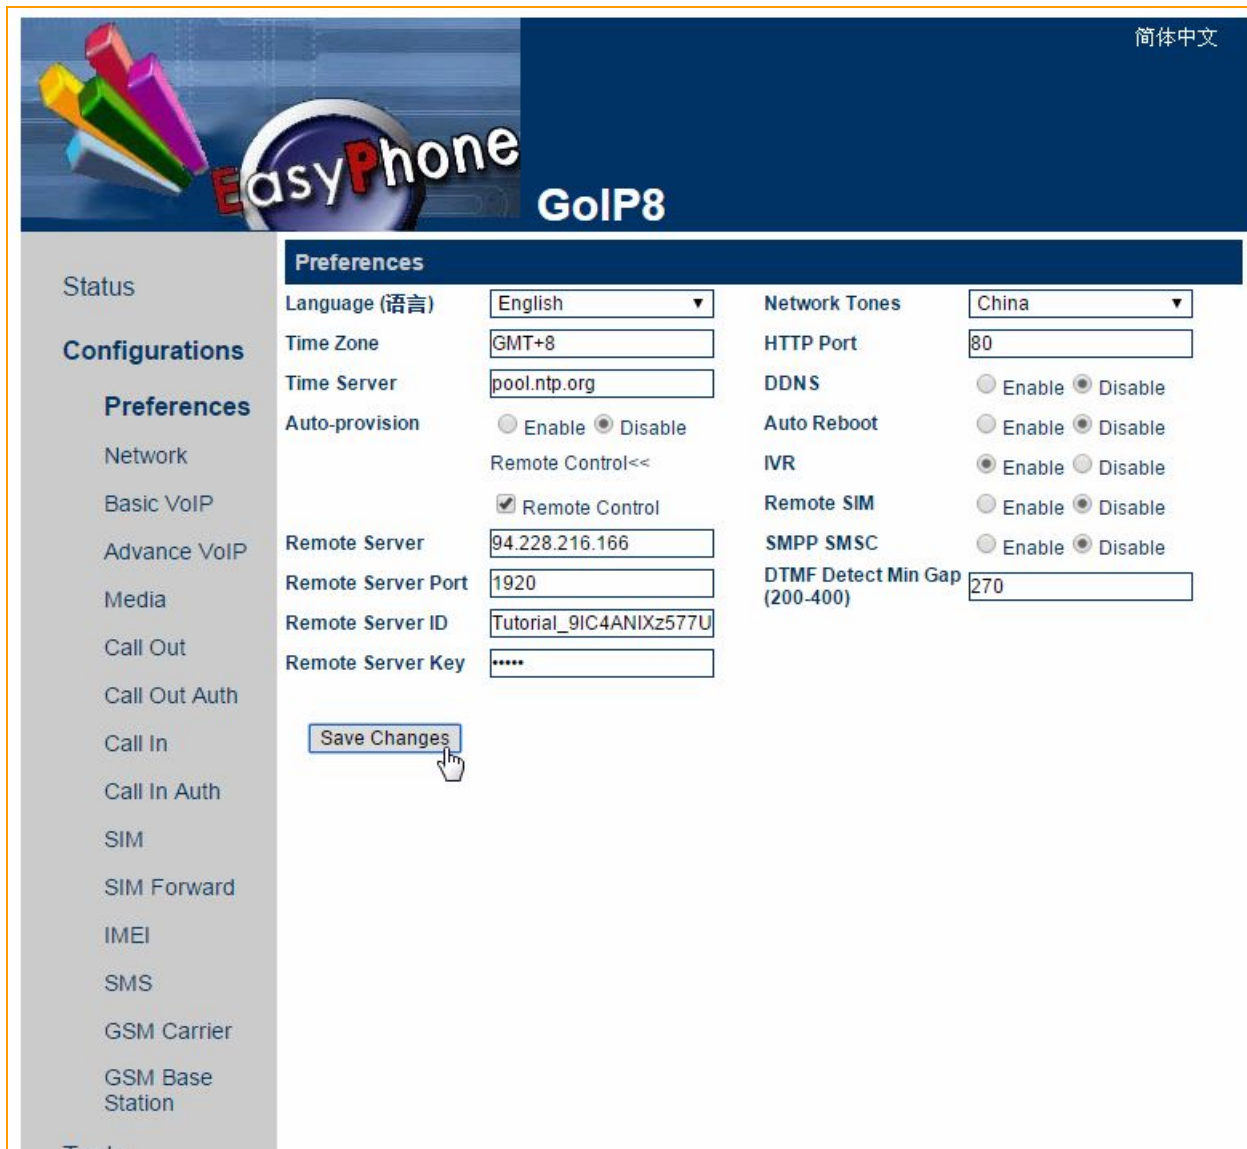 简体中文
EasyPhone
GoIP8
Status
Configurations
Preferences
Network
Basic VoIP
Advance VoIP
Media
Call Out
Call Out Auth
Call In
Call In Auth
SIM
SIM Forward
IMEI
SMS
GSM Carrier
GSM Base
Station
Preferences
Language (语言) English
Time Zone GMT+8
Time Server pool.ntp.org
Auto-provision Enable Disable
Remote Control<<
Remote Control
Remote Server 94.228.216.166
Remote Server Port 1920
Remote Server ID Tutorial_9IC4ANIXz577U
Remote Server Key •••••
Save Changes
Network Tones China
HTTP Port 80
DDNS Enable Disable
Auto Reboot Enable Disable
IVR Enable Disable
Remote SIM Enable Disable
SMPP SMSC Enable Disable
DTMF Detect Min Gap
(200-400) 270